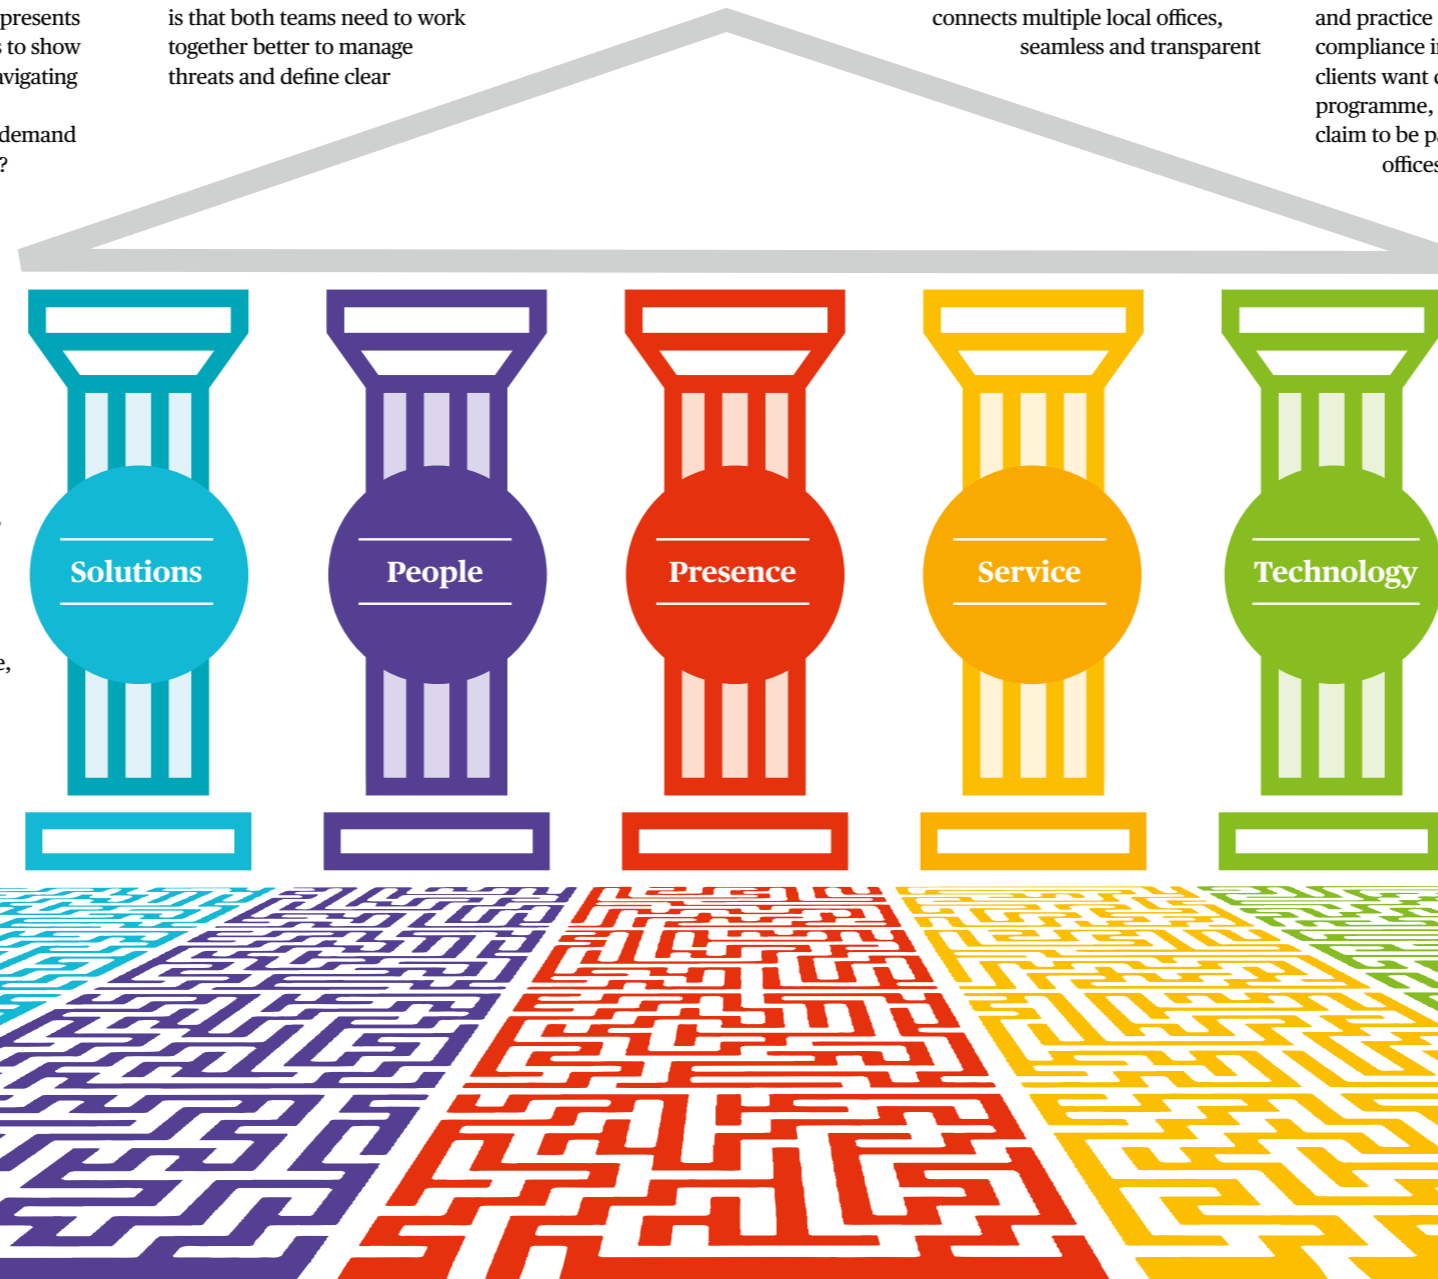 presents
to show
avigating
demand
?
is that both teams need to work
together better to manage
threats and define clear
connects multiple local offices,
seamless and transparent
and practice
compliance
clients want
programme,
claim to be
offices
Solutions
People
Presence
Service
Technology
e,